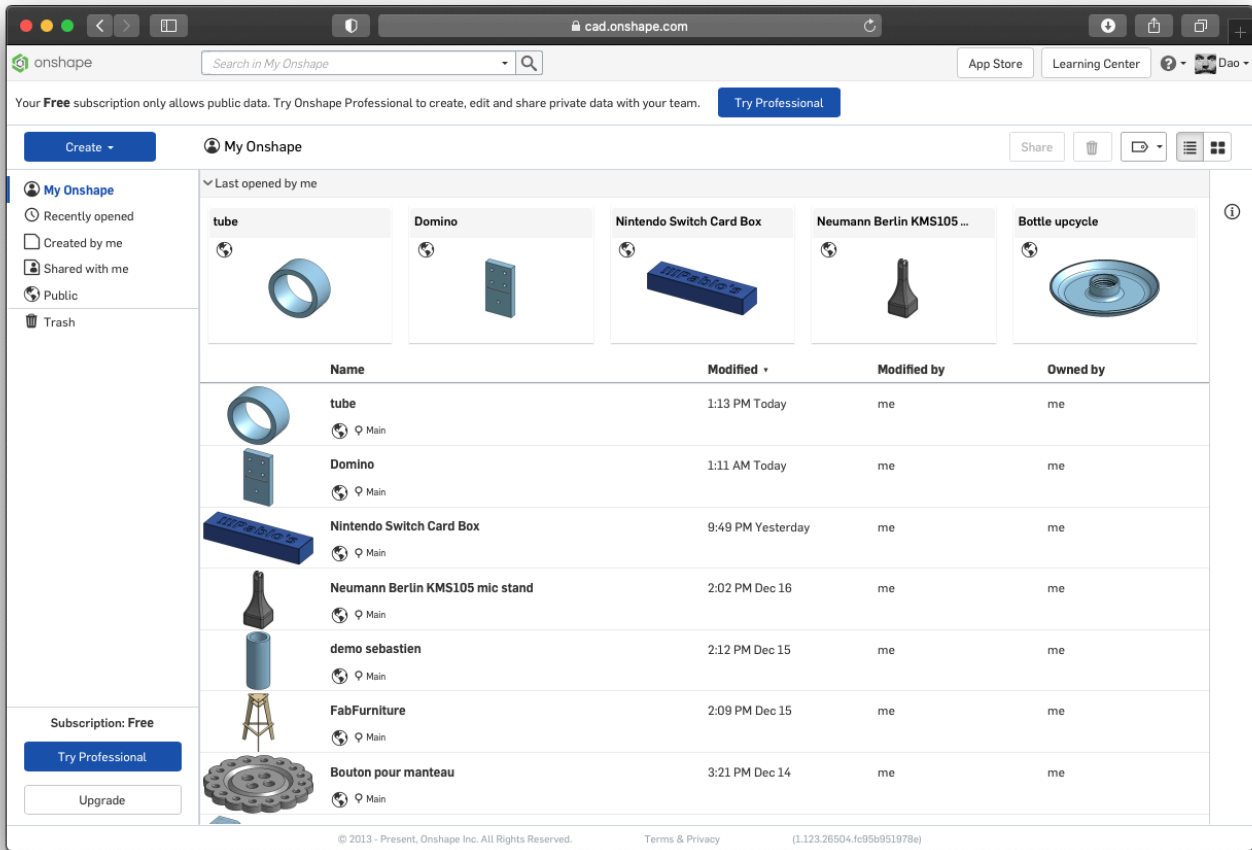 cad.onshape.com
onshape
Search in My Onshape
App Store
Learning Center
Dao
Your Free subscription only allows public data. Try Onshape Professional to create, edit and share private data with your team.
Try Professional
Create
My Onshape
Share
My Onshape
Recently opened
Created by me
Shared with me
Public
Trash
Last opened by me
tube
Domino
Nintendo Switch Card Box
Neumann Berlin KMS105 ...
Bottle upcycle
Name Modified Modified by Owned by
tube 1:13 PM Today me me
Main
Domino 1:11 AM Today me me
Main
Nintendo Switch Card Box 9:49 PM Yesterday me me
Main
Neumann Berlin KMS105 mic stand 2:02 PM Dec 16 me me
Main
demo sebastien 2:12 PM Dec 15 me me
Main
FabFurniture 2:09 PM Dec 15 me me
Main
Bouton pour manteau 3:21 PM Dec 14 me me
Main
Subscription: Free
Try Professional
Upgrade
© 2013 - Present, Onshape Inc. All Rights Reserved. Terms & Privacy (1.123.26504.fc95b951978e)